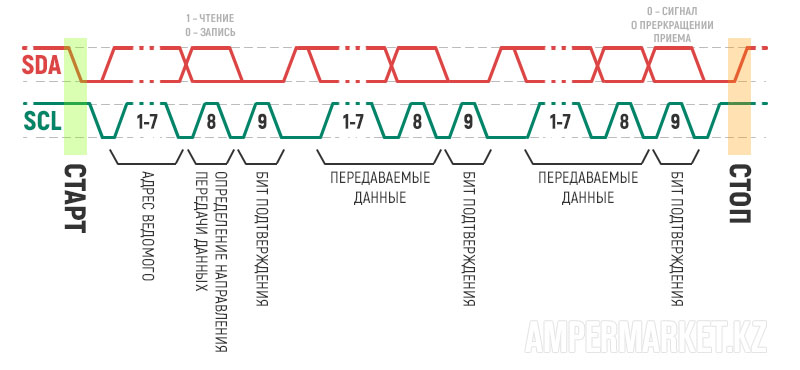 1 – ЧТЕНИЕ
0 – ЗАПИСЬ
0 – СИГНАЛ
О ПРЕРКРАЩЕНИИ
ПРИЕМА
SDA
SCL
1-7
8
9
1-7
8
9
1-7
8
9
СТАРТ
АДРЕС ВЕДОМОГО
ОПРЕДЕЛЕНИЕ НАПРАВЛЕНИЯ
ПЕРЕДАЧИ ДАННЫХ
БИТ ПОДТВЕРЖДЕНИЯ
ПЕРЕДАВАЕМЫЕ
ДАННЫЕ
БИТ ПОДТВЕРЖДЕНИЯ
ПЕРЕДАВАЕМЫЕ
ДАННЫЕ
БИТ ПОДТВЕРЖДЕНИЯ
СТОП
AMPERMARKET.KZ